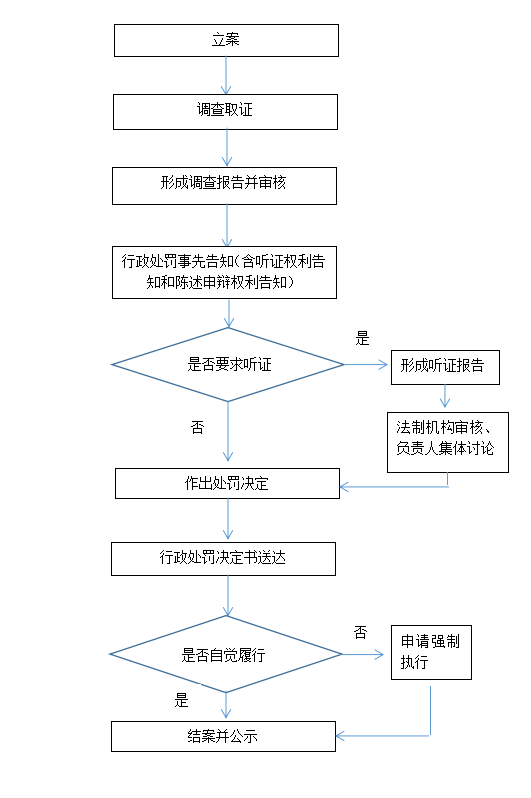 立案
调查取证
形成调查报告并审核
行政处罚事先告知(含听证权利告
知和陈述申辩权利告知)
是
是否要求听证
形成听证报告
否
法制机构审核、
负责人集体讨论
作出处罚决定
行政处罚决定书送达
否
申请强制
执行
是否自觉履行
是
结案并公示